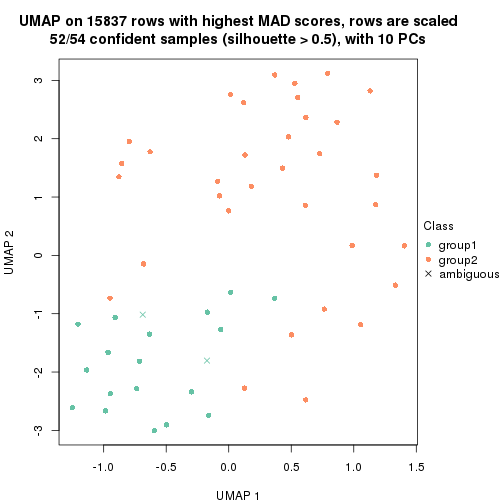 UMAP on 15837 rows with highest MAD scores, rows are scaled
52/54 confident samples (silhouette > 0.5), with 10 PCs
3
2
1
0
-1
-2
-3
UMAP 2
-1.0
-0.5
0.0
0.5
1.0
1.5
UMAP 1
Class
group1
group2
ambiguous